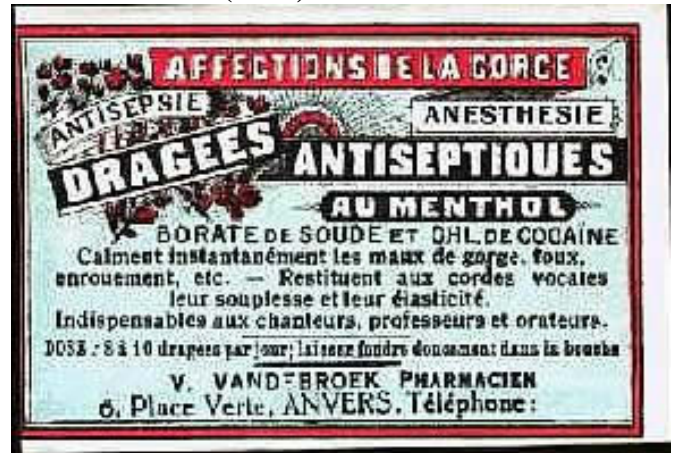 AFFECTIONS DE LA GORGE
ANTISEPSIE
ANESTHESIE
DRAGÉES ANTISEPTIQUES
AU MENTHOL
BORATE DE SOUDE ET CHL. DE COCAÏNE
Calment instantanément les maux de gorge, toux,
enrouement, etc. — Restituent aux cordes vocales
leur souplesse et leur élasticité.
Indispensables aux chanteurs, professeurs et orateurs.
DOSE : 8 à 10 dragees par jour; laisser fondre doucement dans la bouche
V. VANDEBROEK PHARMACIEN
6, Place Verte, ANVERS. Téléphone: